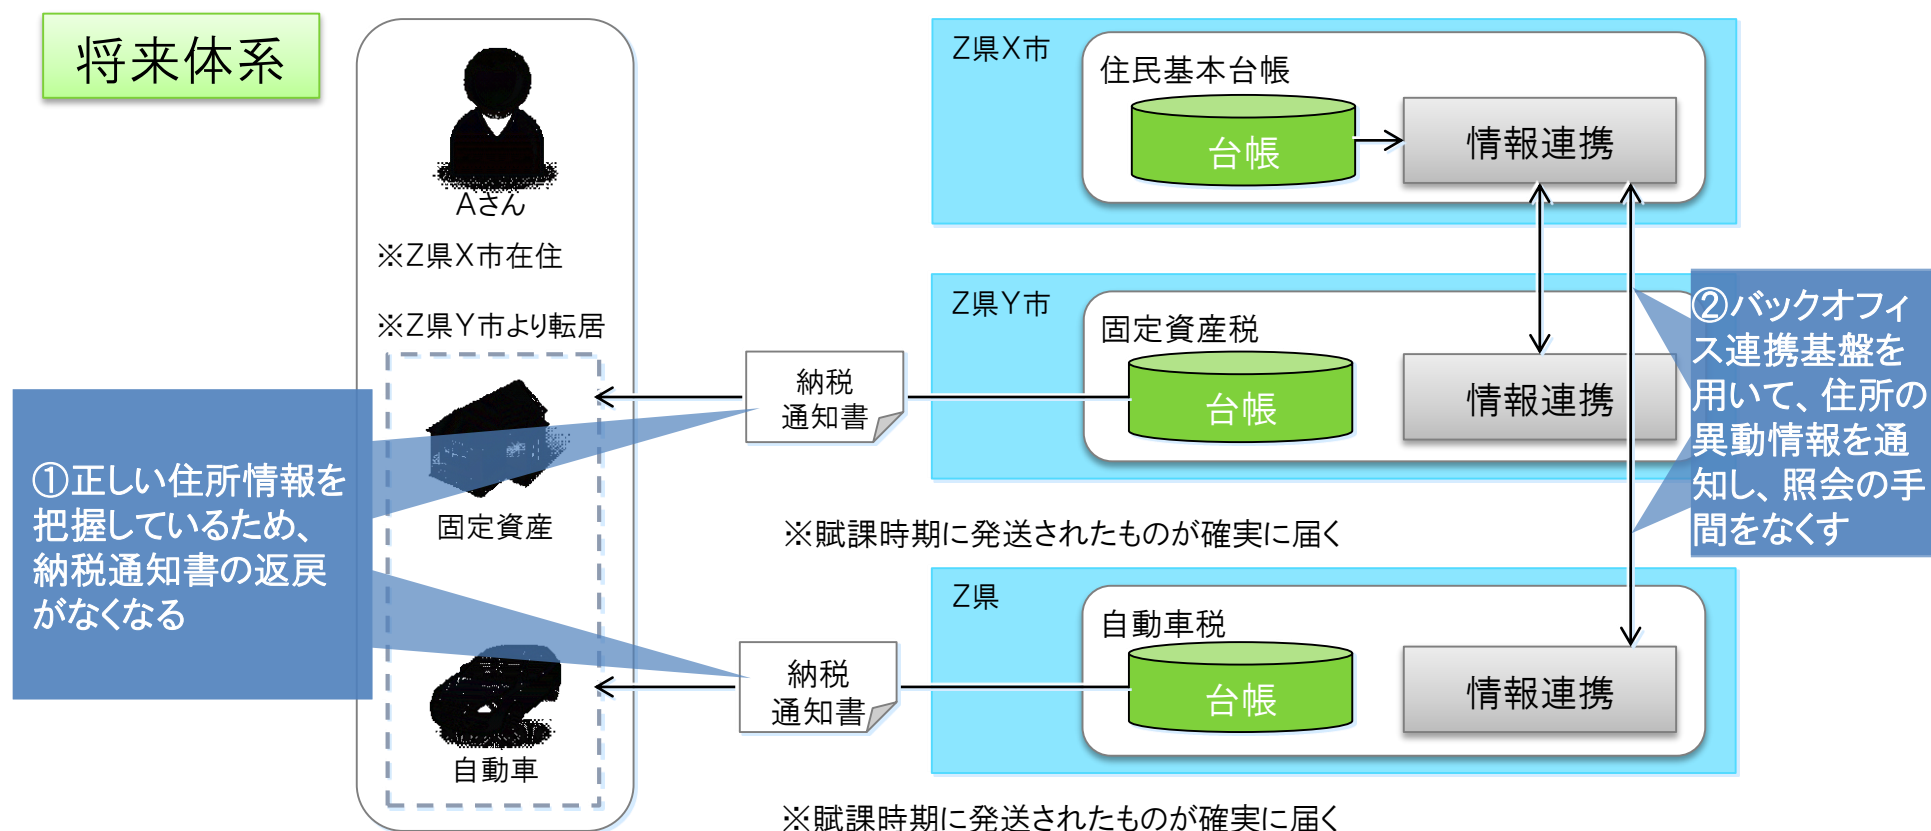 将来体系
Aさん
※Z県X市在住
※Z県Y市より転居
固定資産
自動車
①正しい住所情報を
把握しているため、
納税通知書の返戻
がなくなる
納税
通知書
納税
通知書
Z県X市
住民基本台帳
台帳
情報連携
Z県Y市
固定資産税
台帳
情報連携
※賦課時期に発送されたものが確実に届く
Z県
自動車税
台帳
情報連携
※賦課時期に発送されたものが確実に届く
②バックオフィ
ス連携基盤を
用いて、住所の
異動情報を通
知し、照会の手
間をなくす